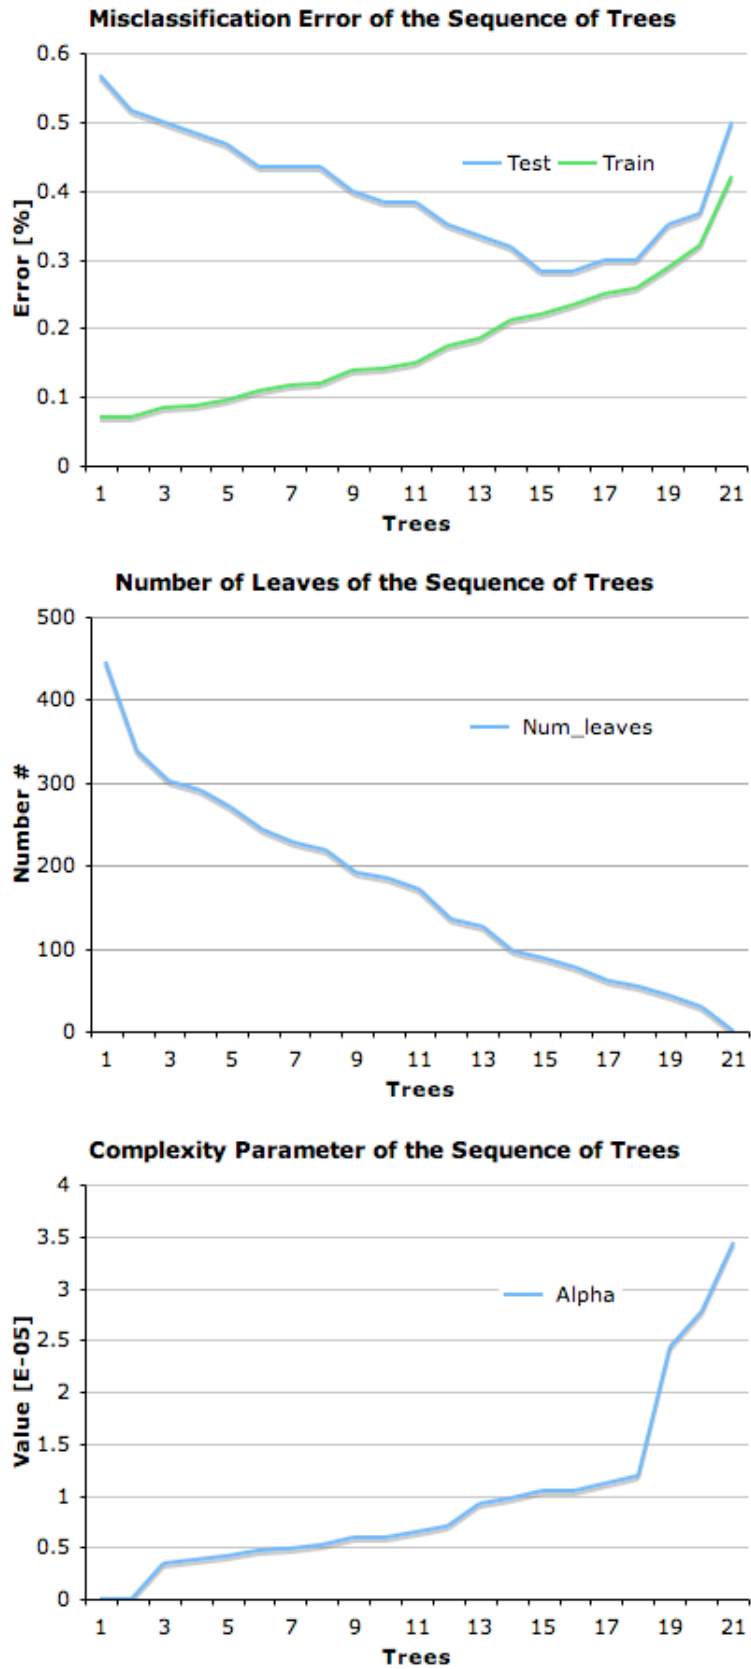 Misclassification Error of the Sequence of Trees
0.6
0.5
0.4
0.3
0.2
0.1
0
Error [%]
Test Train
1 3 5 7 9 11 13 15 17 19 21
Trees
Number of Leaves of the Sequence of Trees
500
400
300
200
100
0
Number #
Num_leaves
1 3 5 7 9 11 13 15 17 19 21
Trees
Complexity Parameter of the Sequence of Trees
4
3.5
3
2.5
2
1.5
1
0.5
0
Value [E-05]
Alpha
1 3 5 7 9 11 13 15 17 19 21
Trees